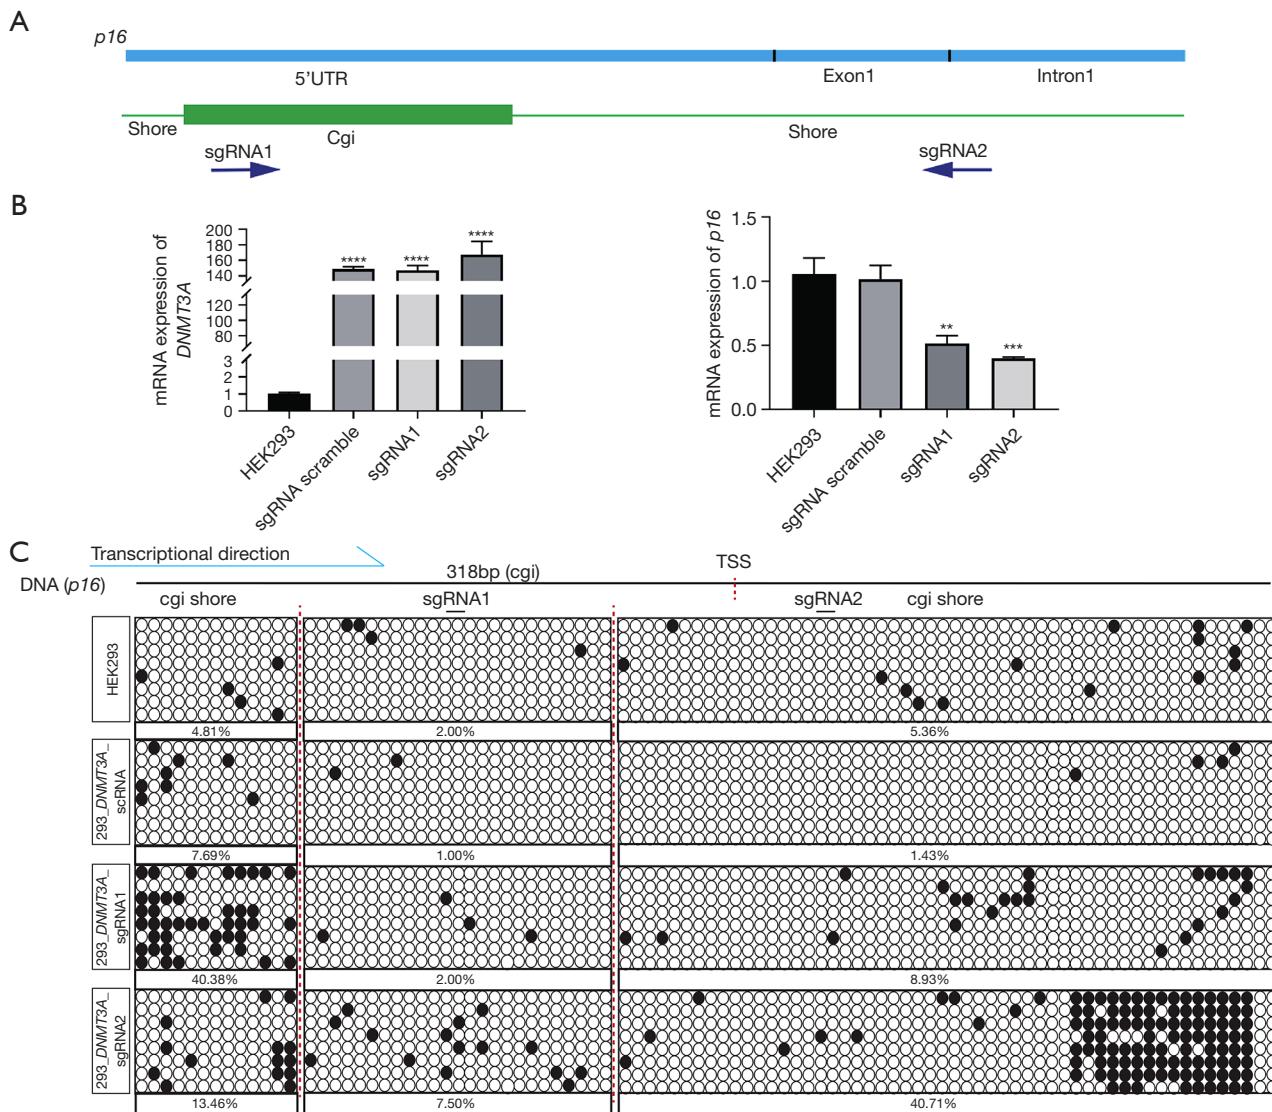 A
p16
5'UTR
Exon1
Intron1
Shore
Cgi
Shore
sgRNA1
sgRNA2
B
mRNA expression of
DNMT3A
200
180
160
140
120
100
80
3
2
1
0
****
****
****
HEK293
sgRNA scramble
sgRNA1
sgRNA2
mRNA expression of p16
1.5
1.0
0.5
0.0
**
***
HEK293
sgRNA scramble
sgRNA1
sgRNA2
C
Transcriptional direction
TSS
318bp (cgi)
DNA (p16)
cgi shore
sgRNA1
sgRNA2
cgi shore
HEK293
4.81%
2.00%
5.36%
293_DNMT3A_
scRNA
7.69%
1.00%
1.43%
293_DNMT3A_
sgRNA1
40.38%
2.00%
8.93%
293_DNMT3A_
sgRNA2
13.46%
7.50%
40.71%